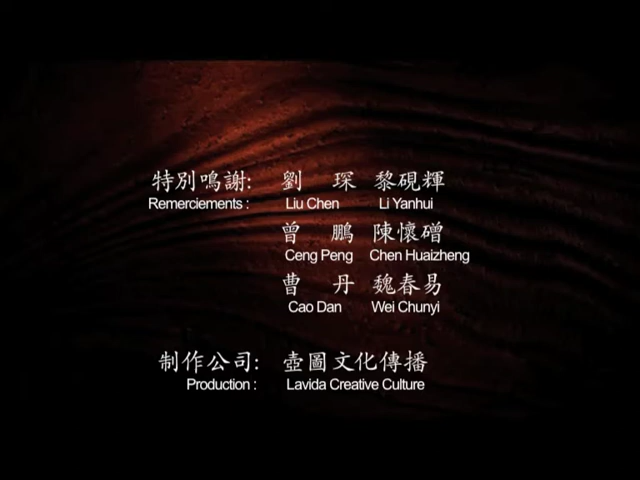 特別鳴謝: 劉 琛 黎硯輝
Remerciements : Liu Chen Li Yanhui
曾 鵬 陳懷磳
Ceng Peng Chen Huaizheng
曹 丹 魏春易
Cao Dan Wei Chunyi
制作公司: 壺圖文化傳播
Production : Lavida Creative Culture